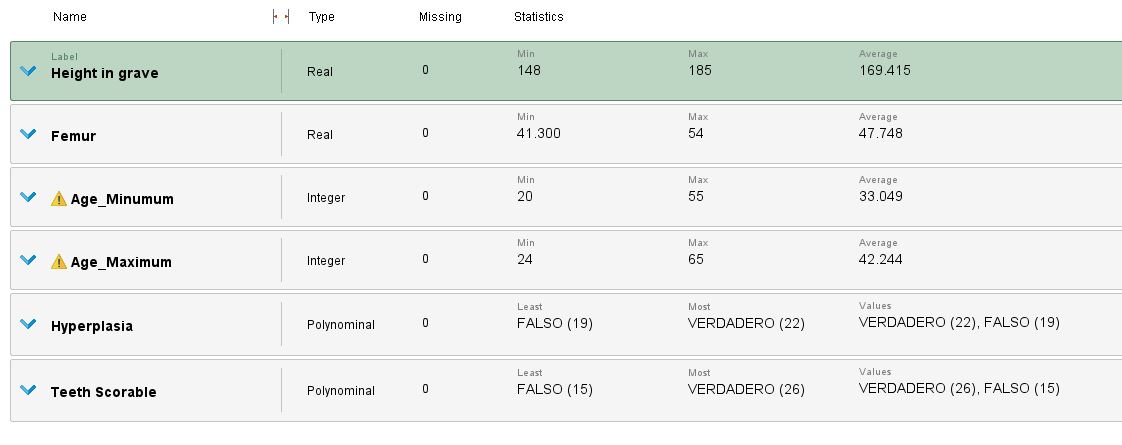 Name Type Missing Statistics
Label Min Max Average
Height in grave Real 0 148 185 169.415
Min Max Average
Femur Real 0 41.300 54 47.748
Min Max Average
Age_Minumum Integer 0 20 55 33.049
Min Max Average
Age_Maximum Integer 0 24 65 42.244
Least Most Values
Hyperplasia Polynominal 0 FALSO (19) VERDADERO (22) VERDADERO (22), FALSO (19)
Least Most Values
Teeth Scorable Polynominal 0 FALSO (15) VERDADERO (26) VERDADERO (26), FALSO (15)